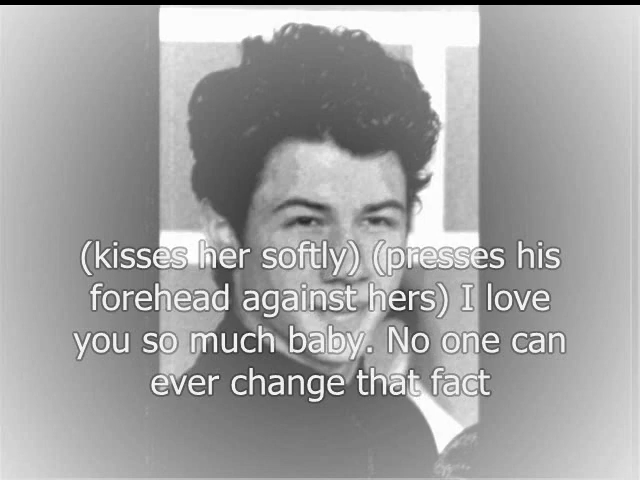 (kisses her softly) (presses his
forehead against hers) I love
you so much baby. No one can
ever change that fact